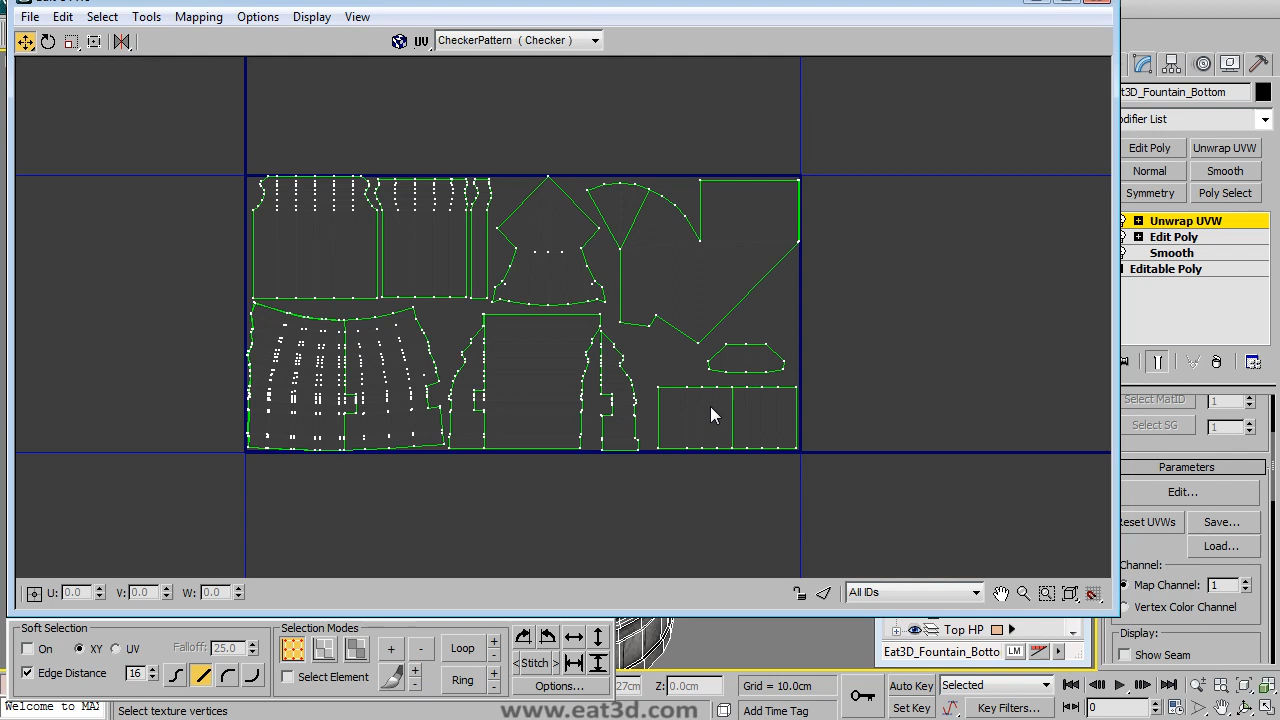 File Edit Select Tools Mapping Options Display View
UV CheckerPattern ( Checker )
t3D_Fountain_Bottom
odifier List
Edit Poly Unwrap UVW
Normal Smooth
Symmetry Poly Select
Unwrap UVW
Edit Poly
Smooth
Editable Poly
Select MatID 1
Select SG 1
Parameters
Edit...
Reset UVWs Save...
Load...
Channel:
Map Channel: 1
Vertex Color Channel
Display:
Show Seam
U: 0.0 V: 0.0 W: 0.0 All IDs
Soft Selection
On XY UV Falloff: 25.0
Edge Distance 16
Selection Modes
+ - Loop + -
Select Element + - Ring + -
Stitch
Options...
Top HP
Eat3D_Fountain_Botto LM
27cm Z: 0.0cm Grid = 10.0cm
Add Time Tag
Auto Key Selected
Set Key Key Filters... 0
Welcome to MAX Select texture vertices
www.eat3d.com